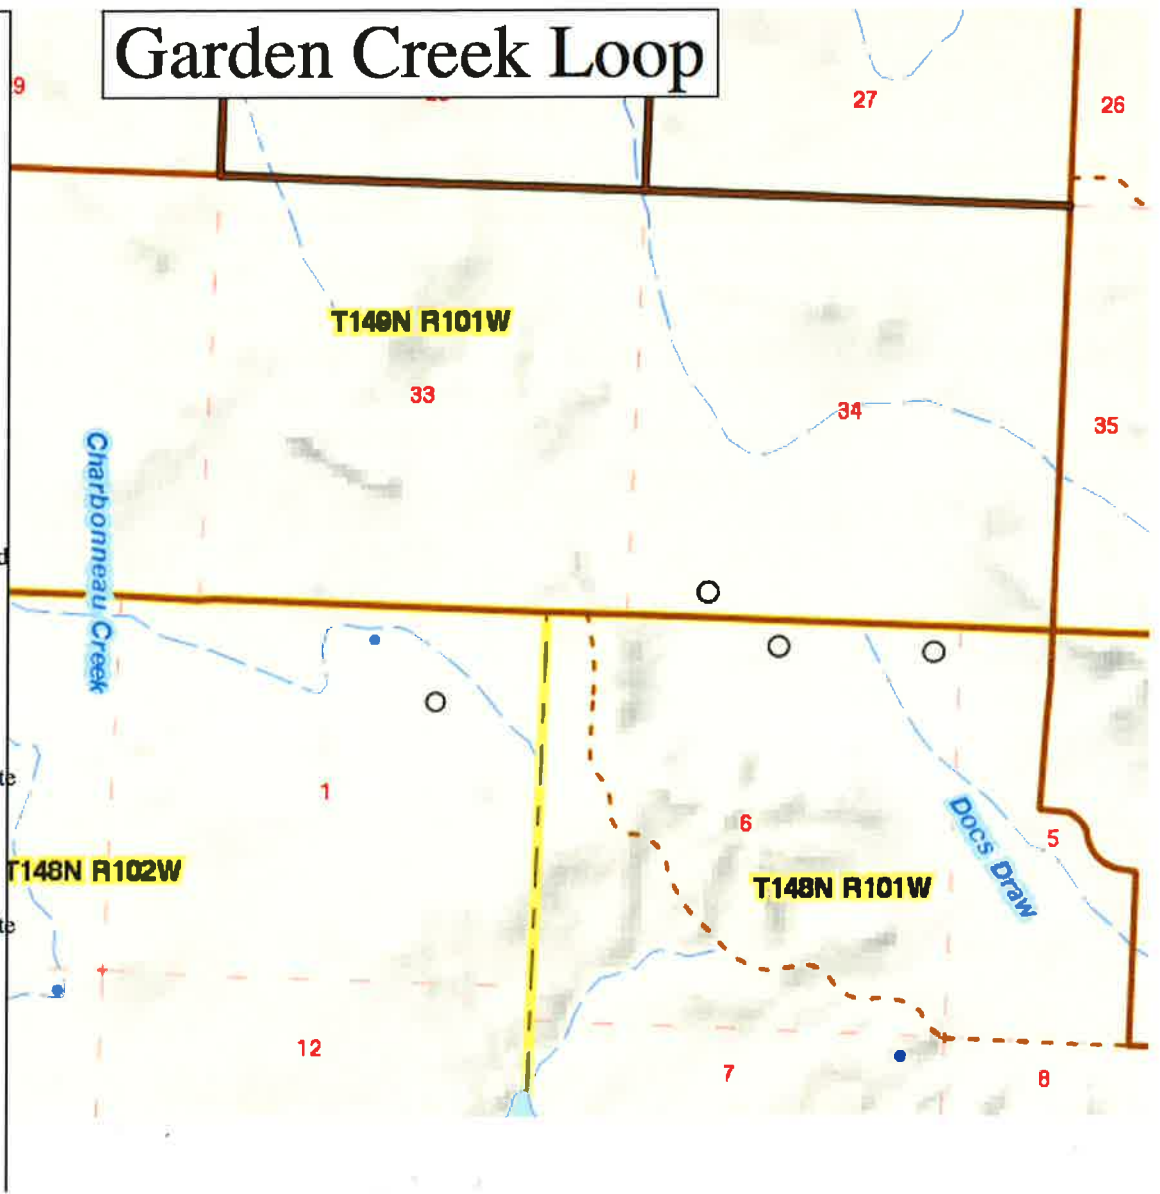 Garden Creek Loop
27
26
T149N R101W
33
34
35
Charbonneau Creek
1
6
5
Docs Draw
T148N R102W
T148N R101W
12
7
8